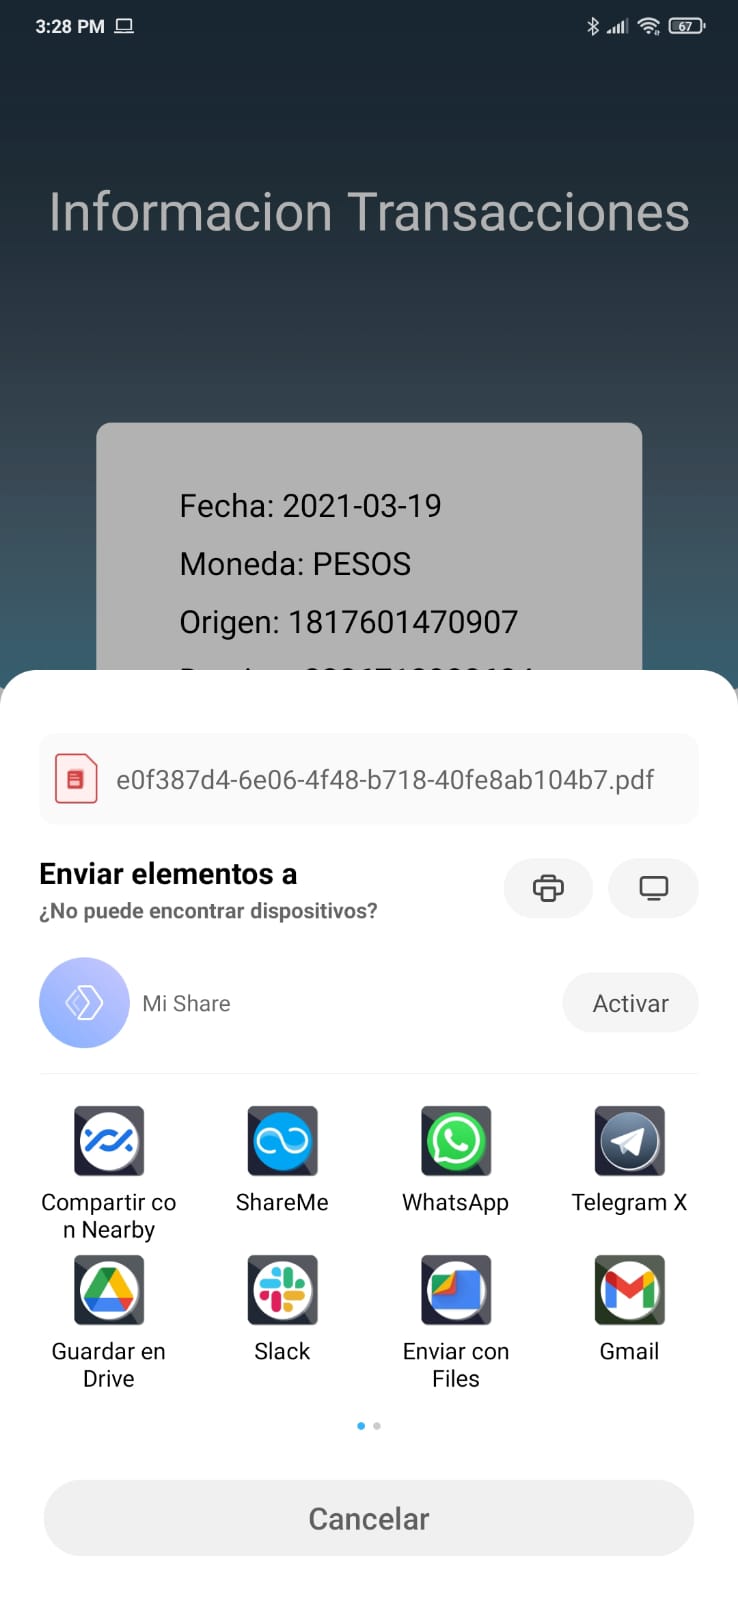 3:28 PM
67
Informacion Transacciones
Fecha: 2021-03-19
Moneda: PESOS
Origen: 1817601470907
e0f387d4-6e06-4f48-b718-40fe8ab104b7.pdf
Enviar elementos a
¿No puede encontrar dispositivos?
Mi Share
Activar
Compartir co
n Nearby
ShareMe
WhatsApp
Telegram X
Guardar en
Drive
Slack
Enviar con
Files
Gmail
Cancelar